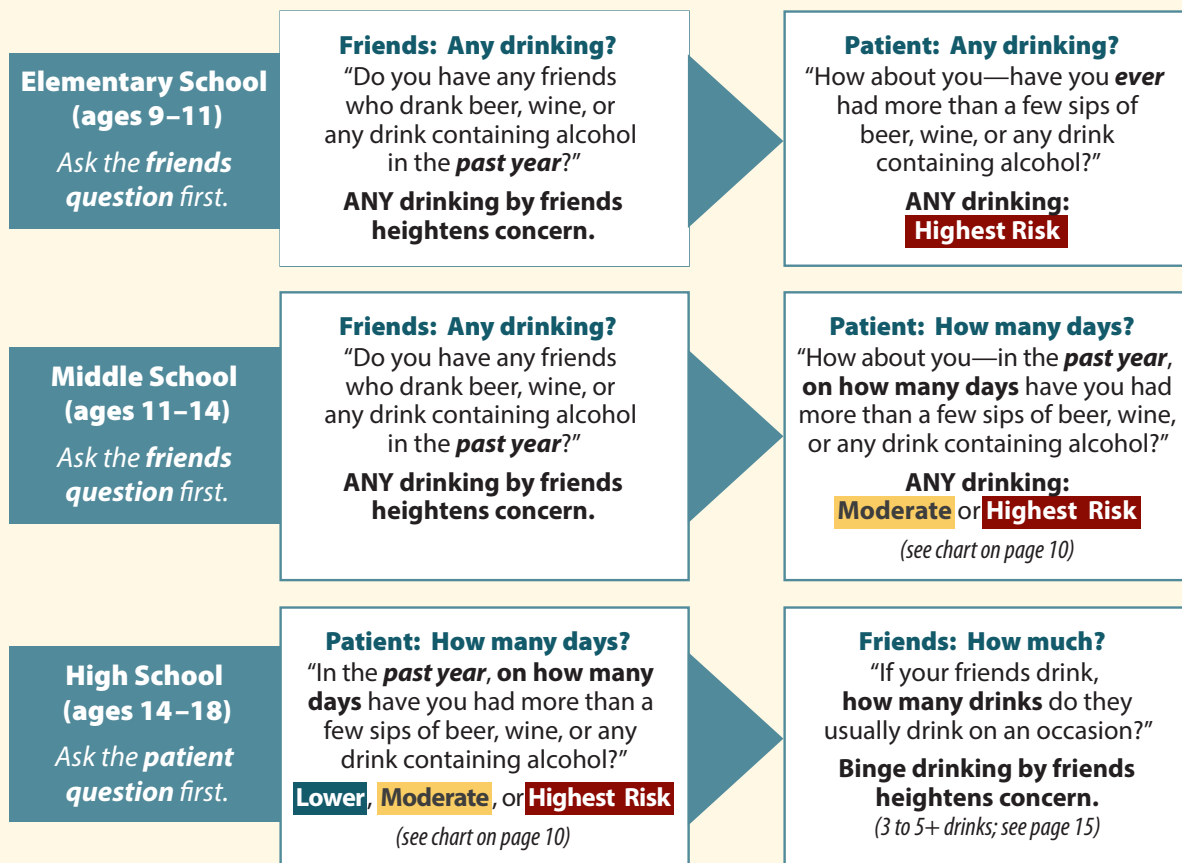 Elementary School
(ages 9–11)
Ask the friends
question first.
Friends: Any drinking?
“Do you have any friends
who drank beer, wine, or
any drink containing alcohol
in the past year?”
ANY drinking by friends
heightens concern.
Patient: Any drinking?
“How about you—have you ever
had more than a few sips of
beer, wine, or any drink
containing alcohol?”
ANY drinking:
Highest Risk
Middle School
(ages 11–14)
Ask the friends
question first.
Friends: Any drinking?
“Do you have any friends
who drank beer, wine, or
any drink containing alcohol
in the past year?”
ANY drinking by friends
heightens concern.
Patient: How many days?
“How about you—in the past year,
on how many days have you had
more than a few sips of beer, wine,
or any drink containing alcohol?”
ANY drinking:
Moderate or Highest Risk
(see chart on page 10)
High School
(ages 14–18)
Ask the patient
question first.
Patient: How many days?
“In the past year, on how many
days have you had more than a
few sips of beer, wine, or any
drink containing alcohol?”
Lower, Moderate, or Highest Risk
(see chart on page 10)
Friends: How much?
“If your friends drink,
how many drinks do they
usually drink on an occasion?”
Binge drinking by friends
heightens concern.
(3 to 5+ drinks; see page 15)